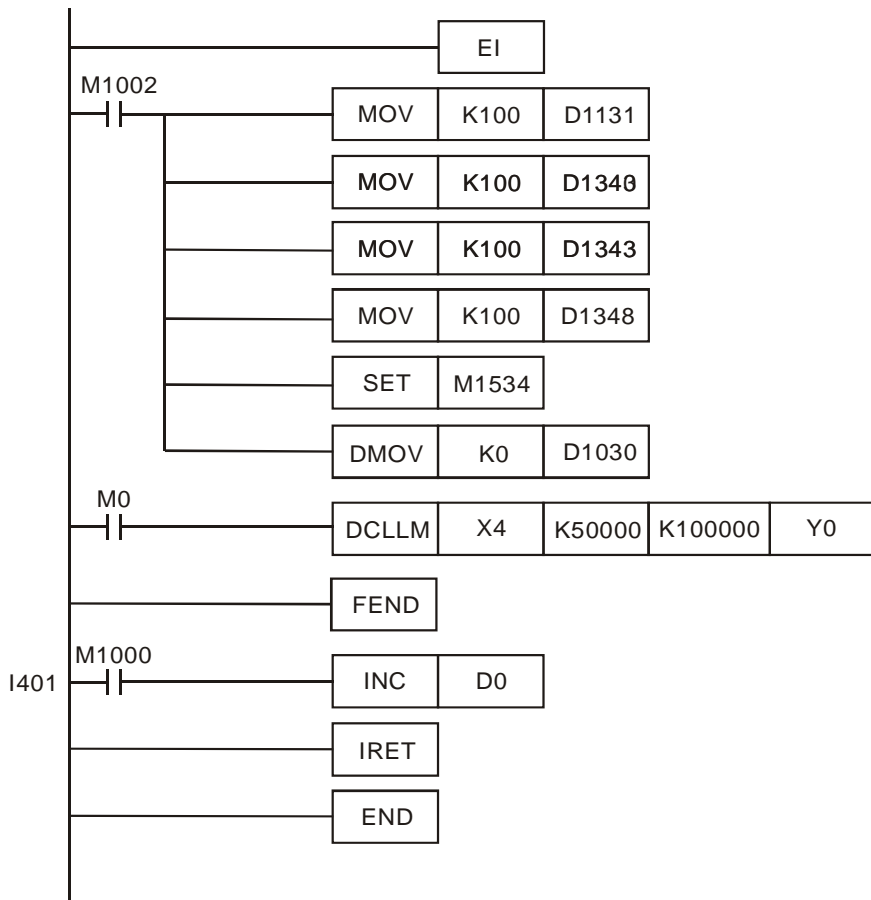 EI
M1002
MOV K100 D1131
MOV K100 D1340
MOV K100 D1343
MOV K100 D1348
SET M1534
DMOV K0 D1030
M0
DCLLM X4 K50000 K100000 Y0
FEND
M1000
I401 INC D0
IRET
END